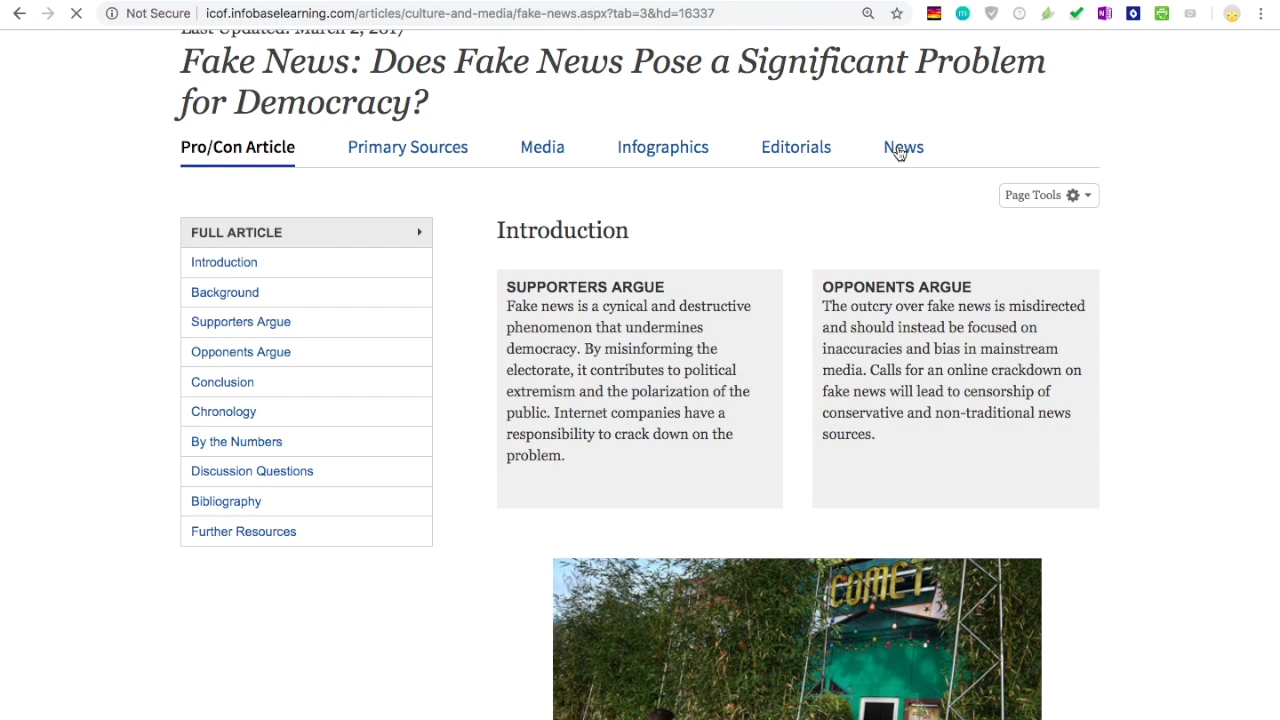 Not Secure icof.infobaselearning.com/articles/culture-and-media/fake-news.aspx?tab=3&hd=16337
Last Updated: March 2, 2017
Fake News: Does Fake News Pose a Significant Problem
for Democracy?
Pro/Con Article Primary Sources Media Infographics Editorials News
Page Tools
FULL ARTICLE
Introduction
Background
Supporters Argue
Opponents Argue
Conclusion
Chronology
By the Numbers
Discussion Questions
Bibliography
Further Resources
Introduction
SUPPORTERS ARGUE
Fake news is a cynical and destructive
phenomenon that undermines
democracy. By misinforming the
electorate, it contributes to political
extremism and the polarization of the
public. Internet companies have a
responsibility to crack down on the
problem.
OPPONENTS ARGUE
The outcry over fake news is misdirected
and should instead be focused on
inaccuracies and bias in mainstream
media. Calls for an online crackdown on
fake news will lead to censorship of
conservative and non-traditional news
sources.
COMET